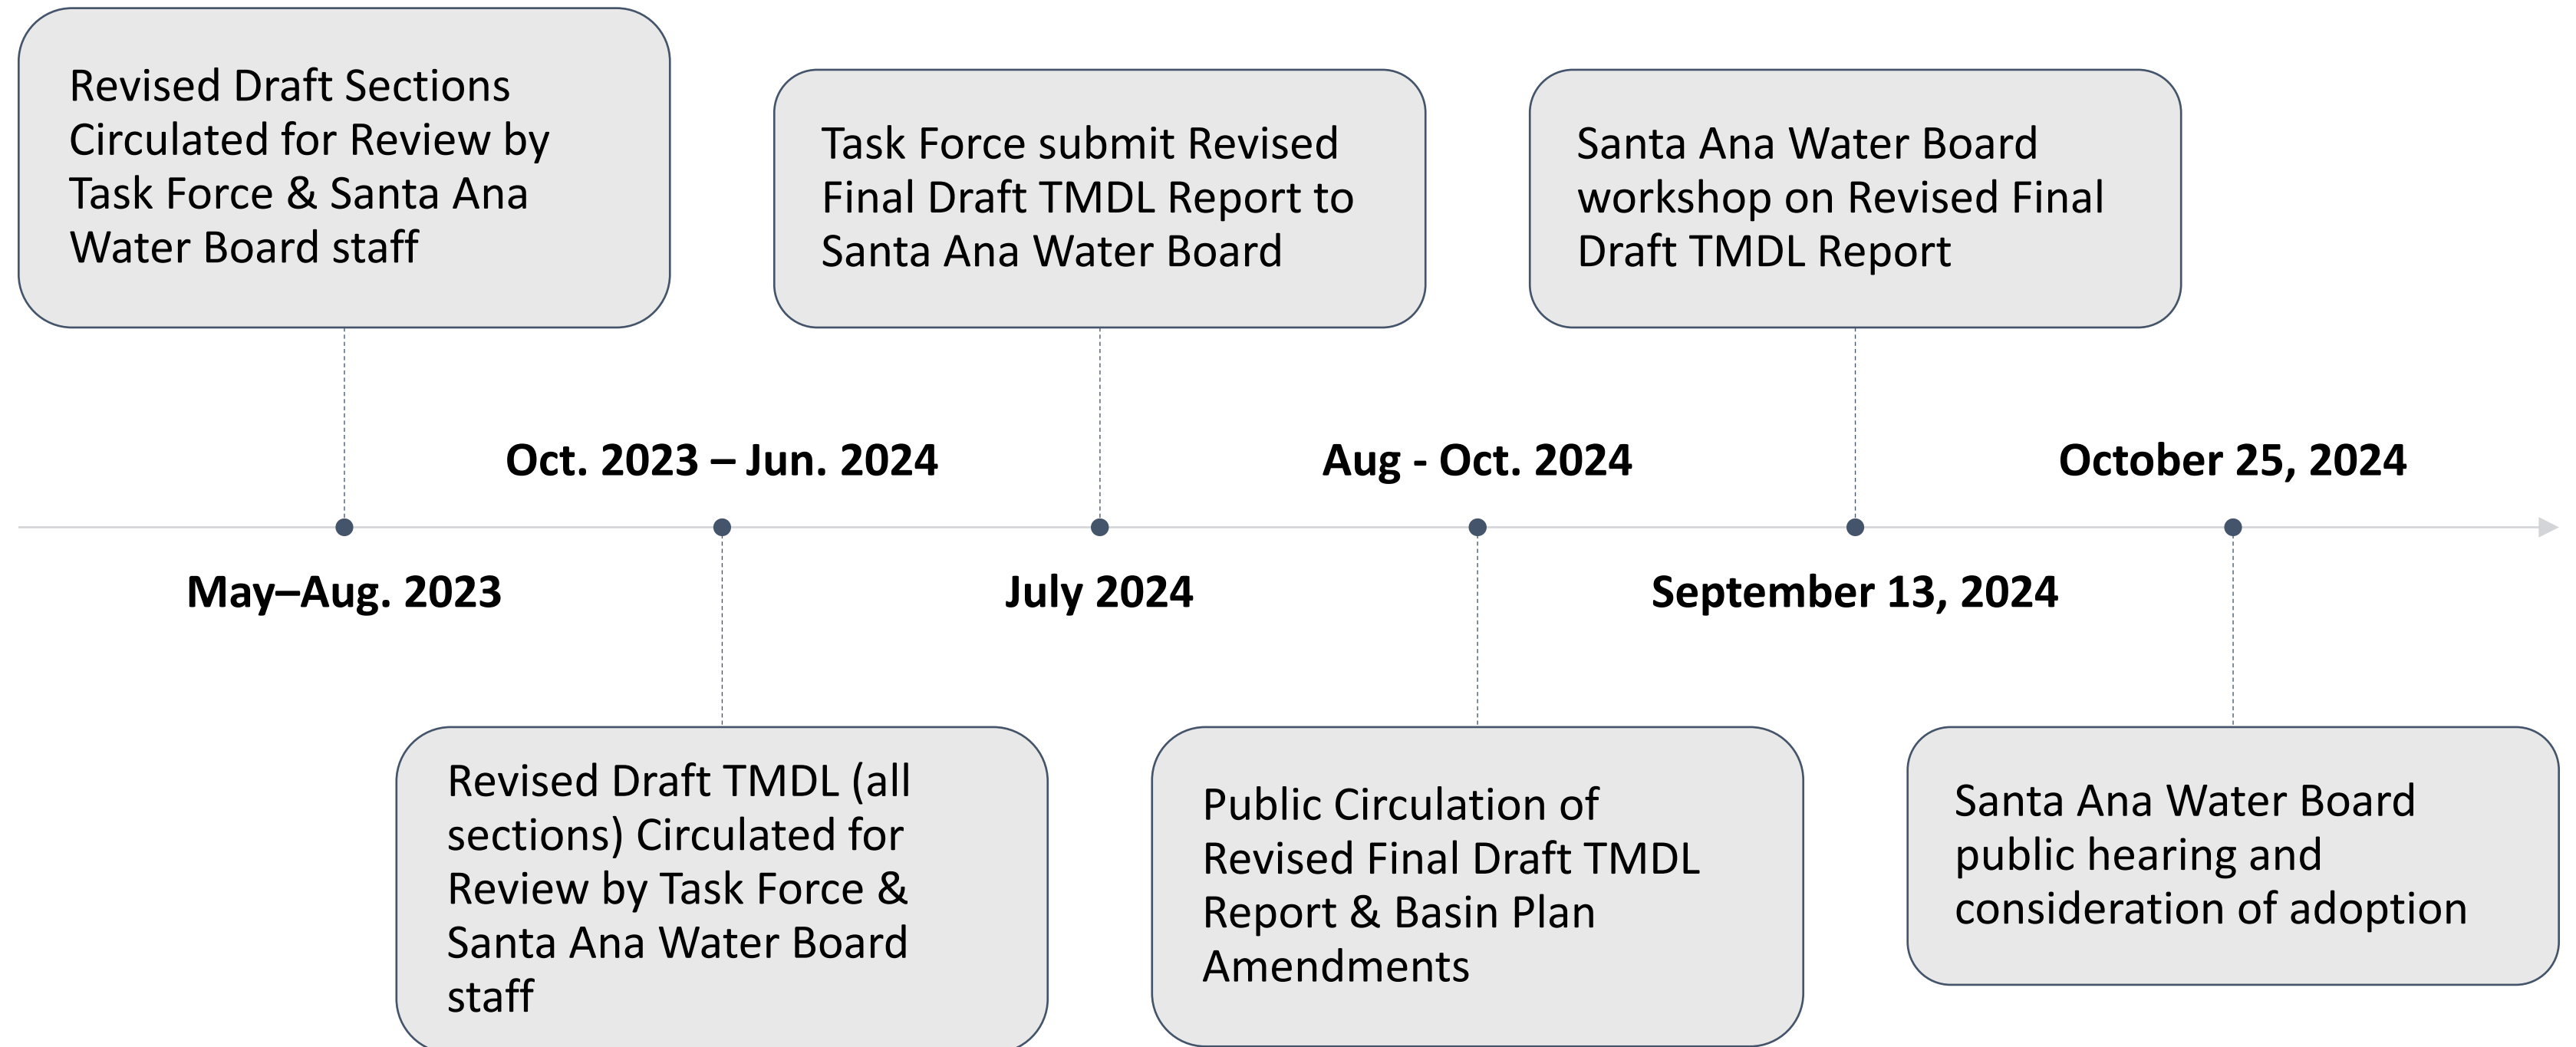 Revised Draft Sections
Circulated for Review by
Task Force & Santa Ana
Water Board staff
Task Force submit Revised
Final Draft TMDL Report to
Santa Ana Water Board
Santa Ana Water Board
workshop on Revised Final
Draft TMDL Report
Oct. 2023 – Jun. 2024
Aug - Oct. 2024
October 25, 2024
May–Aug. 2023
July 2024
September 13, 2024
Revised Draft TMDL (all
sections) Circulated for
Review by Task Force &
Santa Ana Water Board
staff
Public Circulation of
Revised Final Draft TMDL
Report & Basin Plan
Amendments
Santa Ana Water Board
public hearing and
consideration of adoption